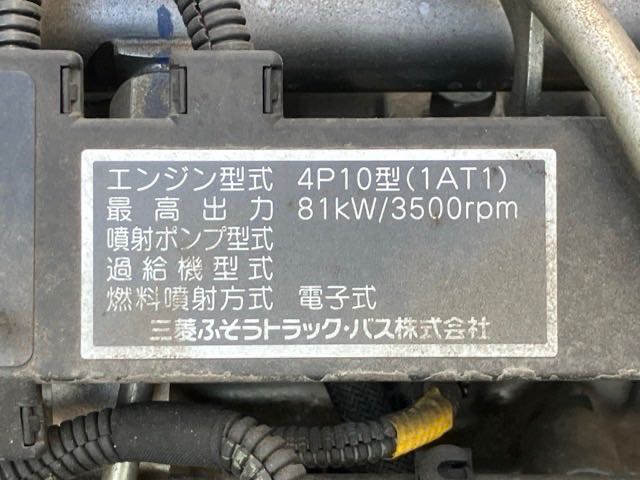 エンジン型式 4P10型(1AT1)
最高出力 81kW/3500rpm
噴射ポンプ型式
過給機型式
燃料噴射方式 電子式
三菱ふそうトラック・バス株式会社